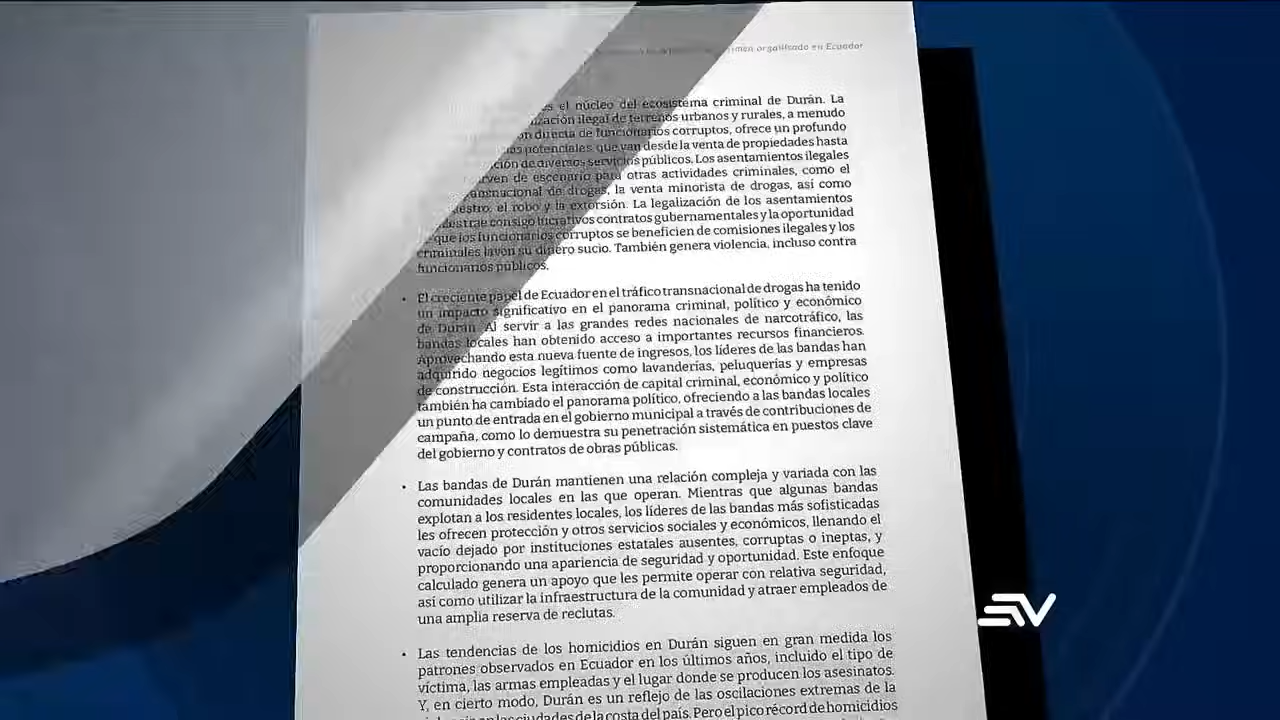 crimen organizado en Ecuador
es el núcleo del ecosistema criminal de Durán. La
ilegal de terrenos urbanos y rurales, a menudo
directa de funcionarios corruptos, ofrece un profundo
potenciales que van desde la venta de propiedades hasta
de diversos servicios públicos. Los asentamientos ilegales
de escenario para otras actividades criminales, como el
de drogas, la venta minorista de drogas, así como
el robo y la extorsión. La legalización de los asentamientos
trae consigo lucrativos contratos gubernamentales y la oportunidad
que los funcionarios corruptos se beneficien de comisiones ilegales y los
criminales laven su dinero sucio. También genera violencia, incluso contra
funcionarios públicos.
• El creciente papel de Ecuador en el tráfico transnacional de drogas ha tenido
un impacto significativo en el panorama criminal, político y económico
de Durán. Al servir a las grandes redes nacionales de narcotráfico, las
bandas locales han obtenido acceso a importantes recursos financieros.
Aprovechando esta nueva fuente de ingresos, los líderes de las bandas han
adquirido negocios legítimos como lavanderías, peluquerías y empresas
de construcción. Esta interacción de capital criminal, económico y político
también ha cambiado el panorama político, ofreciendo a las bandas locales
un punto de entrada en el gobierno municipal a través de contribuciones de
campaña, como lo demuestra su penetración sistemática en puestos clave
del gobierno y contratos de obras públicas.
• Las bandas de Durán mantienen una relación compleja y variada con las
comunidades locales en las que operan. Mientras que algunas bandas
explotan a los residentes locales, los líderes de las bandas más sofisticadas
les ofrecen protección y otros servicios sociales y económicos, llenando el
vacío dejado por instituciones estatales ausentes, corruptas o ineptas, y
proporcionando una apariencia de seguridad y oportunidad. Este enfoque
calculado genera un apoyo que les permite operar con relativa seguridad,
así como utilizar la infraestructura de la comunidad y atraer empleados de
una amplia reserva de reclutas.
• Las tendencias de los homicidios en Durán siguen en gran medida los
patrones observados en Ecuador en los últimos años, incluido el tipo de
víctima, las armas empleadas y el lugar donde se producen los asesinatos.
Y, en cierto modo, Durán es un reflejo de las oscilaciones extremas de la
en las ciudades de la costa del país. Pero el pico récord de homicidios